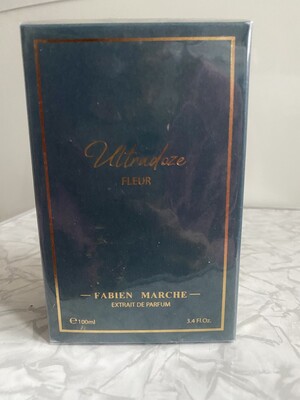 Ultradoze
FLEUR
— FABIEN MARCHE —
EXTRAIT DE PARFUM
℮100ml 3.4 Fl.Oz.